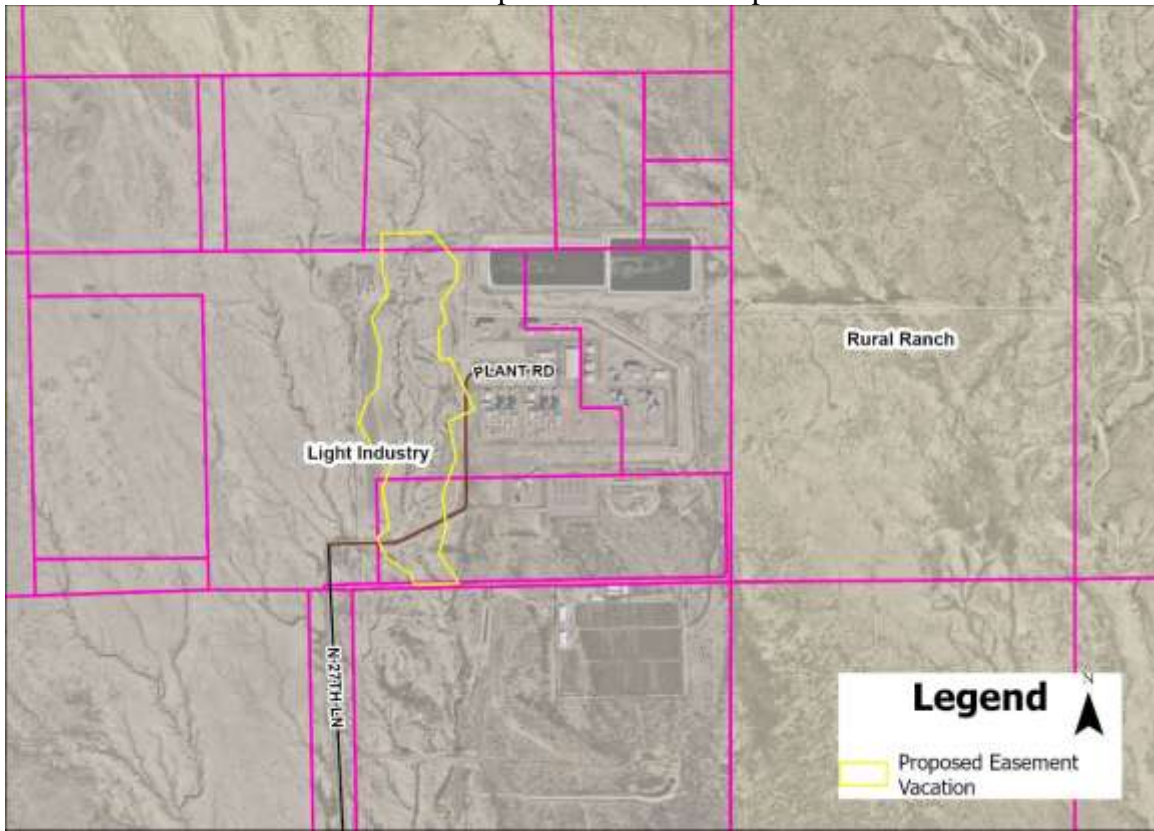 Rural Ranch
PLANT RD
Light Industry
N 27TH LN
Legend
N
Proposed Easement
Vacation